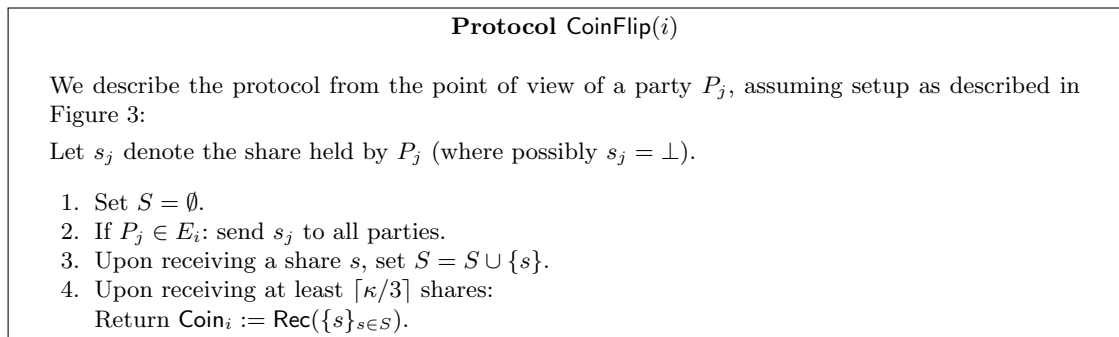 Protocol CoinFlip(i)
We describe the protocol from the point of view of a party P_j, assuming setup as described in
Figure 3:
Let s_j denote the share held by P_j (where possibly s_j = ⊥).
1. Set S = ∅.
2. If P_j ∈ E_i: send s_j to all parties.
3. Upon receiving a share s, set S = S ∪ {s}.
4. Upon receiving at least ⌈κ/3⌉ shares:
Return Coin_i := Rec({s}_{s∈S}).